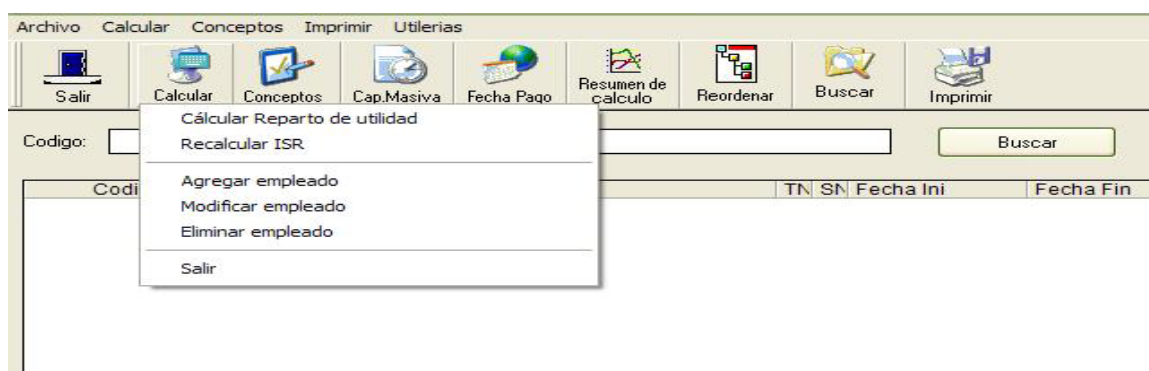 Archivo Calcular Conceptos Imprimir Utilerias
Salir Calcular Conceptos Cap.Masiva Fecha Pago Resumen de calculo Reordenar Buscar Imprimir
Cálcular Reparto de utilidad
Codigo: Buscar
Recalcular ISR
Agregar empleado
Codi TN SN Fecha Ini Fecha Fin
Modificar empleado
Eliminar empleado
Salir